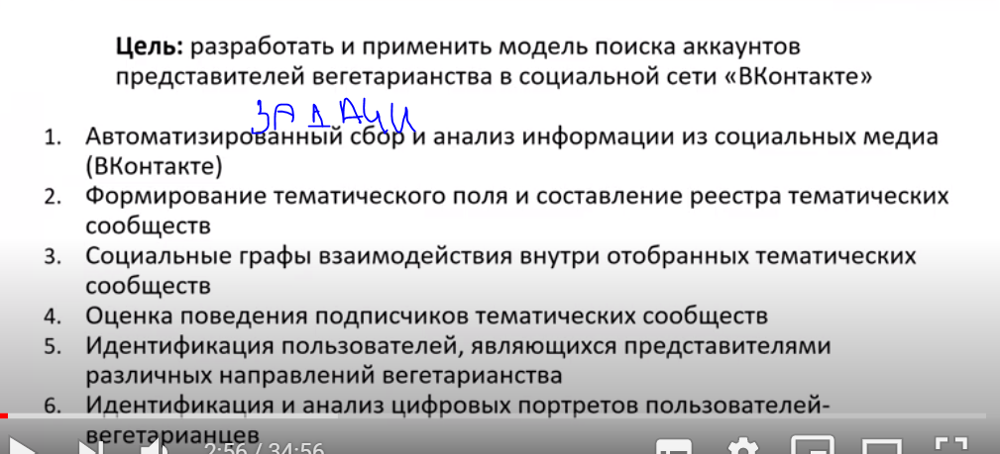 Цель: разработать и применить модель поиска аккаунтов
представителей вегетарианства в социальной сети «ВКонтакте»
ЗАДАЧИ
1. Автоматизированный сбор и анализ информации из социальных медиа
(ВКонтакте)
2. Формирование тематического поля и составление реестра тематических
сообществ
3. Социальные графы взаимодействия внутри отобранных тематических
сообществ
4. Оценка поведения подписчиков тематических сообществ
5. Идентификация пользователей, являющихся представителями
различных направлений вегетарианства
6. Идентификация и анализ цифровых портретов пользователей-
вегетарианцев
2:56 / 34:56